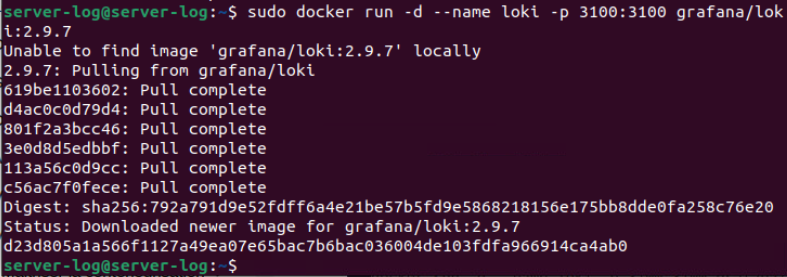 server-log@server-log:~$ sudo docker run -d --name loki -p 3100:3100 grafana/lok
i:2.9.7
Unable to find image 'grafana/loki:2.9.7' locally
2.9.7: Pulling from grafana/loki
619be1103602: Pull complete
d4ac0c0d79d4: Pull complete
801f2a3bcc46: Pull complete
3e0d8d5edbbf: Pull complete
113a56c0d9cc: Pull complete
c56ac7f0fece: Pull complete
Digest: sha256:792a791d9e52fdff6a4e21be57b5fd9e5868218156e175bb8dde0fa258c76e20
Status: Downloaded newer image for grafana/loki:2.9.7
d23d805a1a566f1127a49ea07e65bac7b6bac036004de103fdfa966914ca4ab0
server-log@server-log:~$